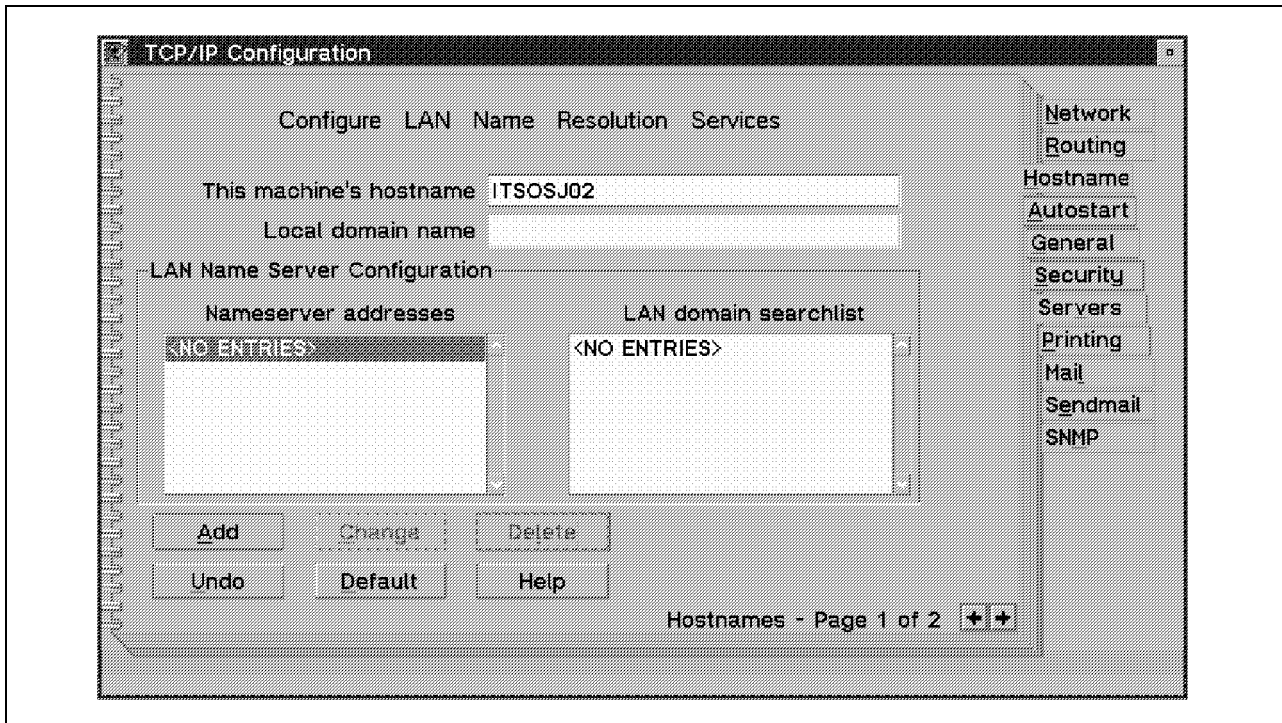 TCP/IP Configuration
Configure LAN Name Resolution Services
This machine's hostname ITSOSJ02
Local domain name
LAN Name Server Configuration
Nameserver addresses
<NO ENTRIES>
LAN domain searchlist
<NO ENTRIES>
Add Change Delete
Undo Default Help
Hostnames - Page 1 of 2
Network
Routing
Hostname
Autostart
General
Security
Servers
Printing
Mail
Sendmail
SNMP